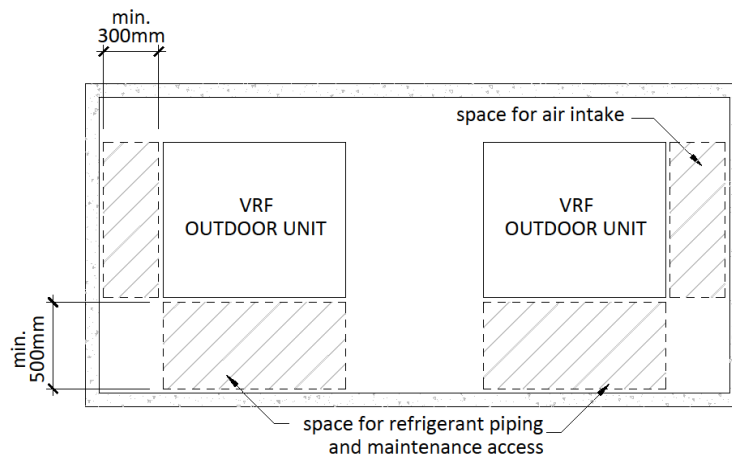 min.
300mm
space for air intake
VRF
OUTDOOR UNIT
VRF
OUTDOOR UNIT
min.
500mm
space for refrigerant piping
and maintenance access